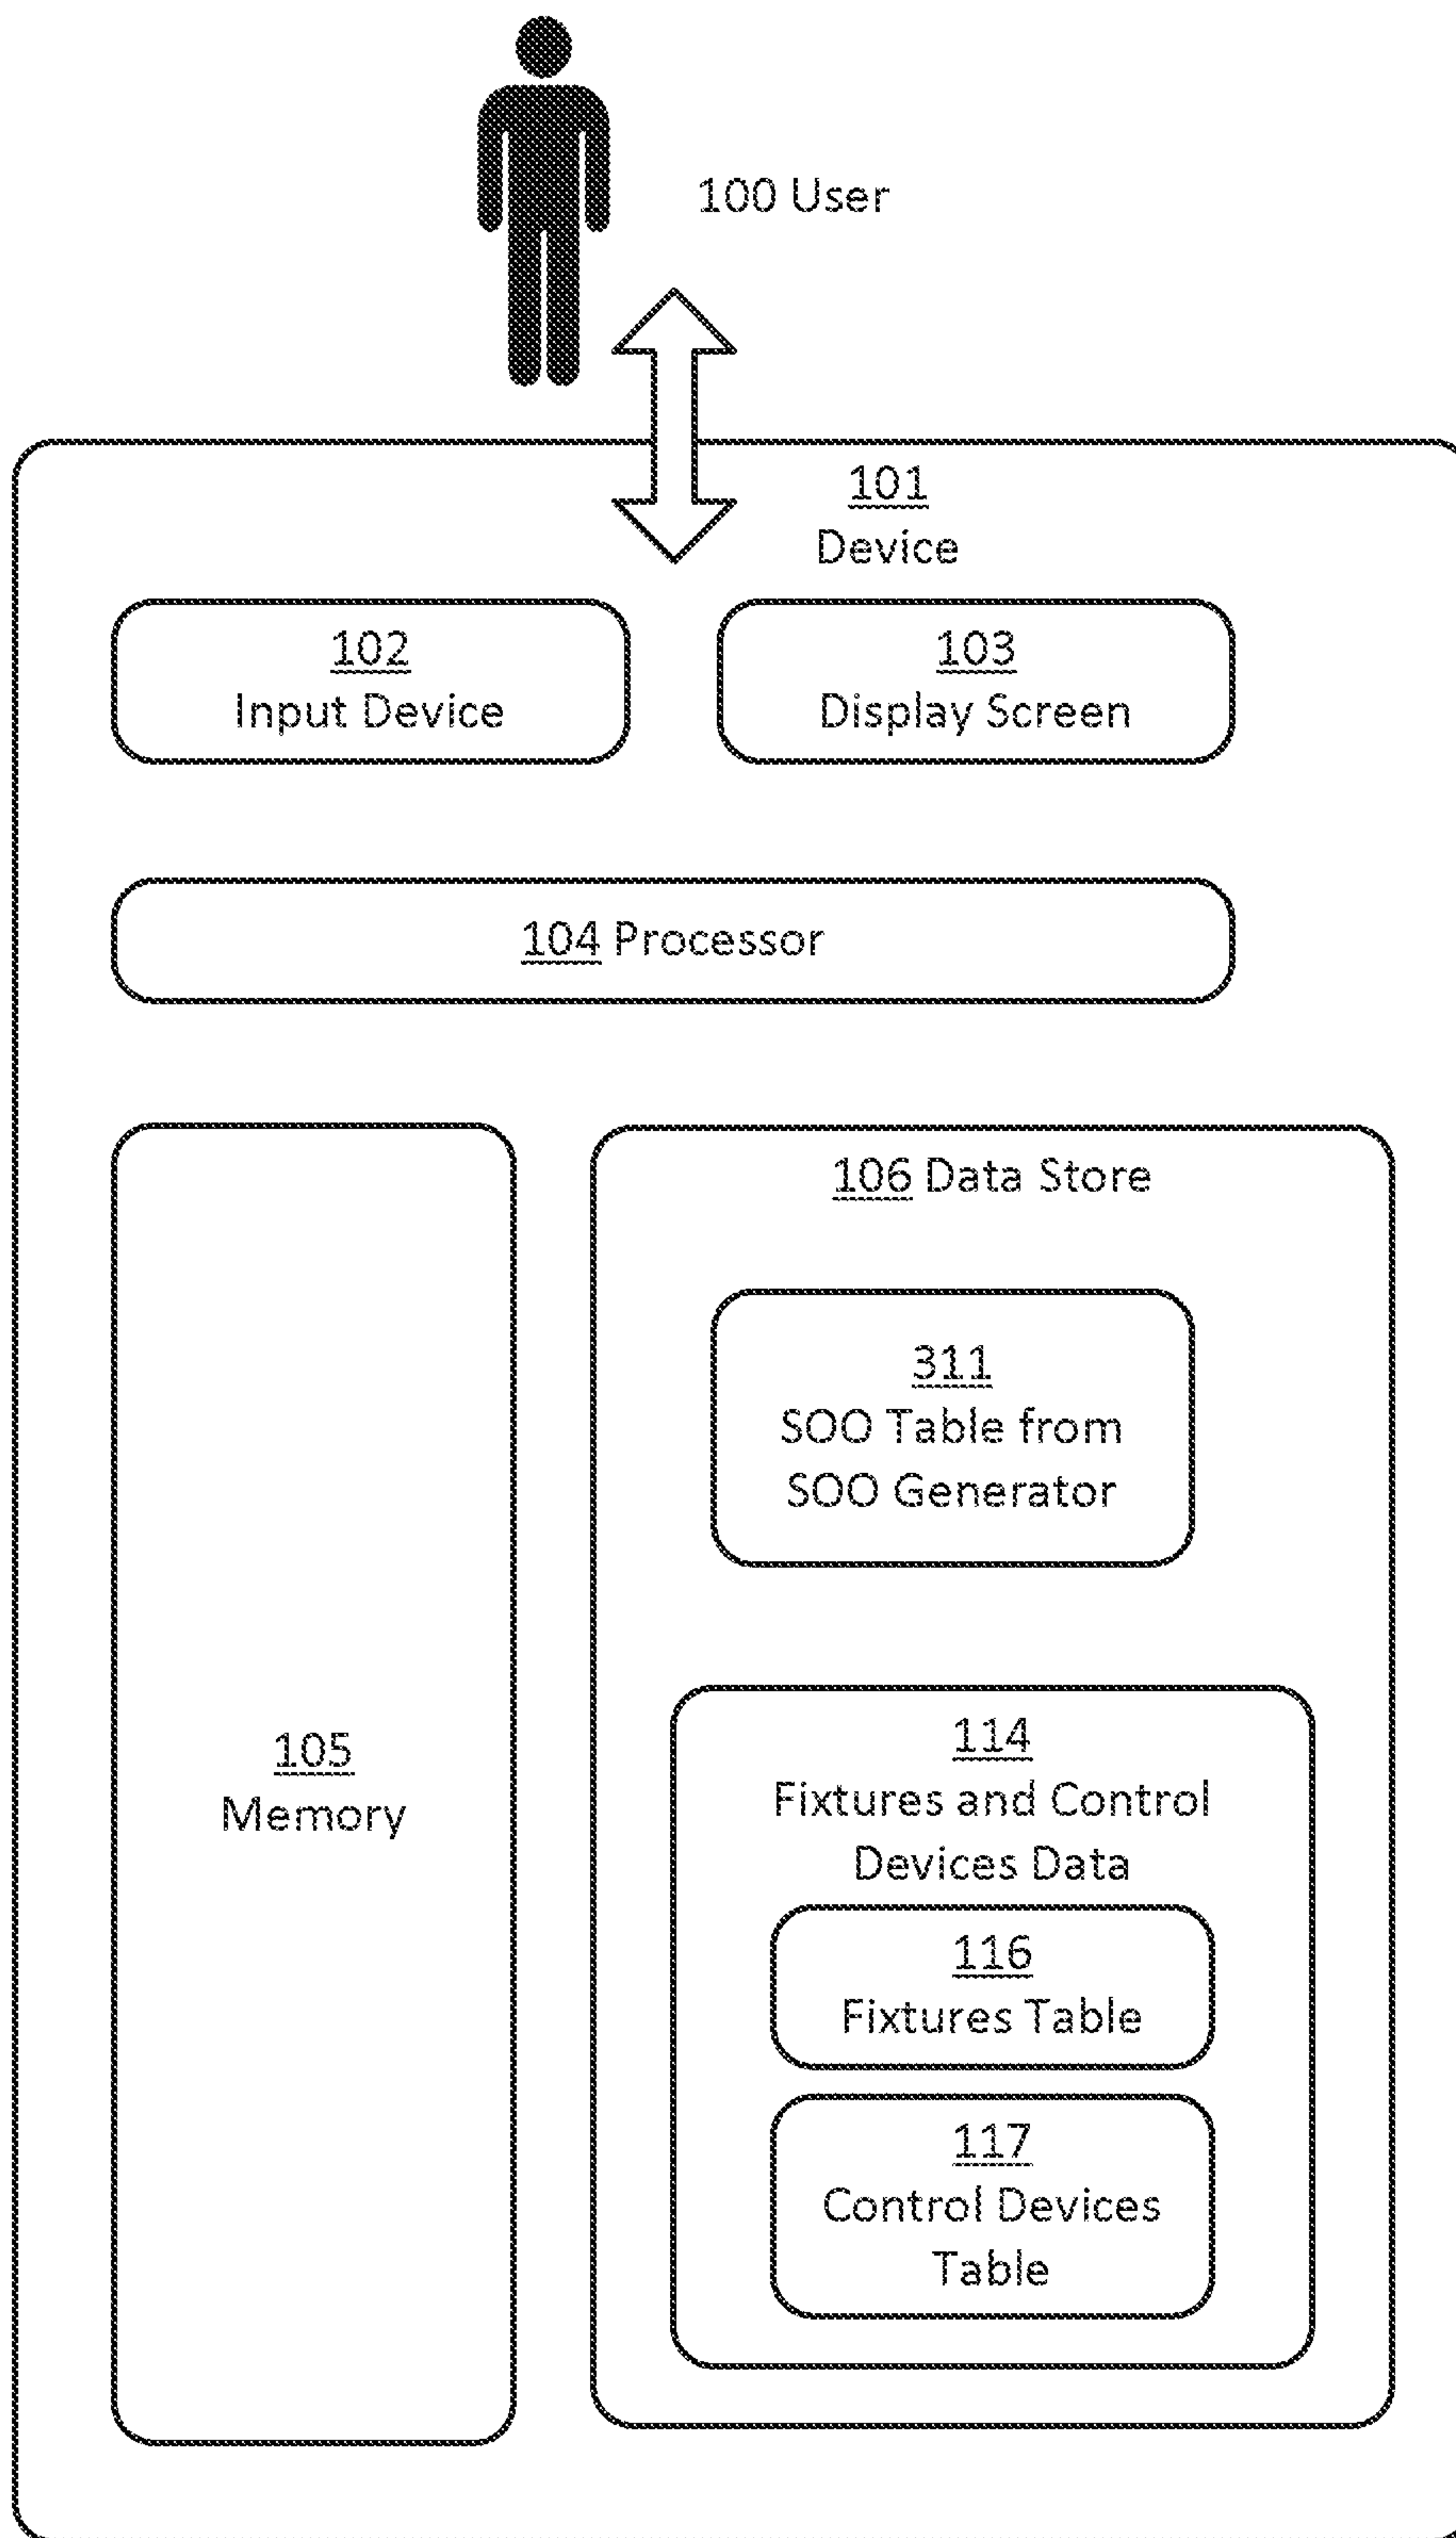 100 User
101
Device
102
Input Device
103
Display Screen
104 Processor
105
Memory
106 Data Store
311
SOO Table from
SOO Generator
114
Fixtures and Control
Devices Data
116
Fixtures Table
117
Control Devices
Table